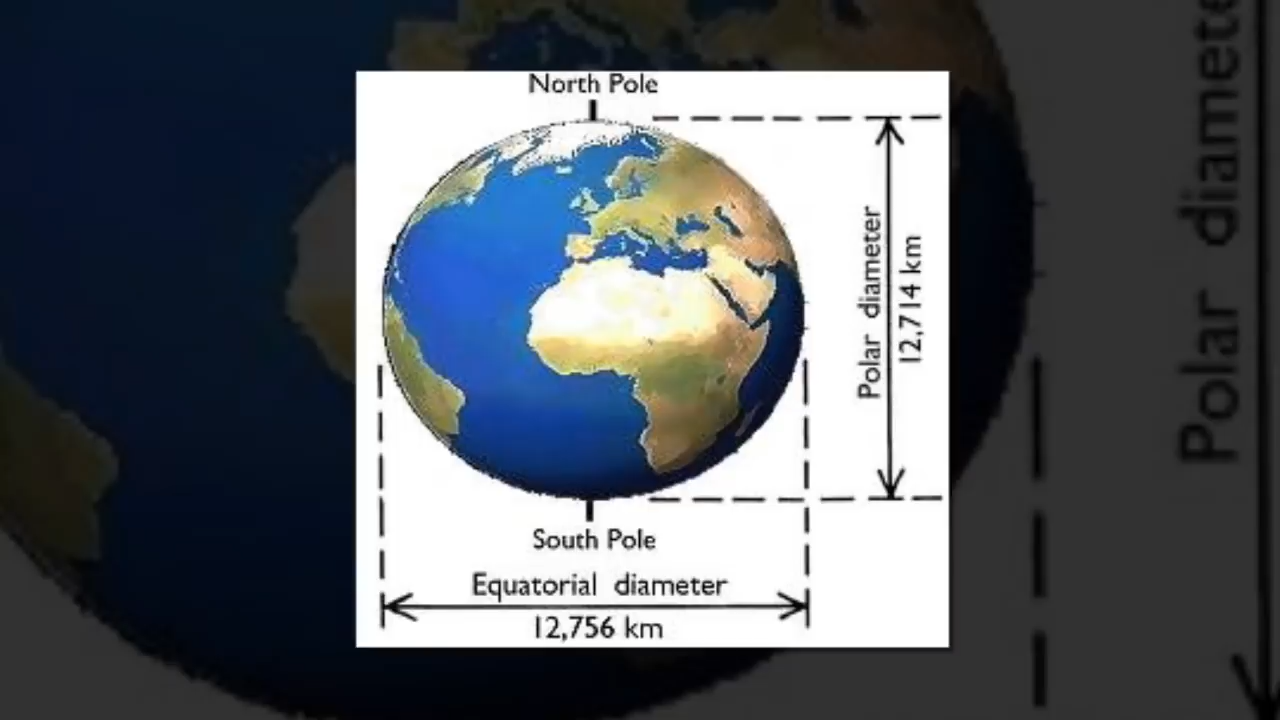 North Pole
Polar diameter
12,714 km
South Pole
Equatorial diameter
12,756 km
Polar diamete